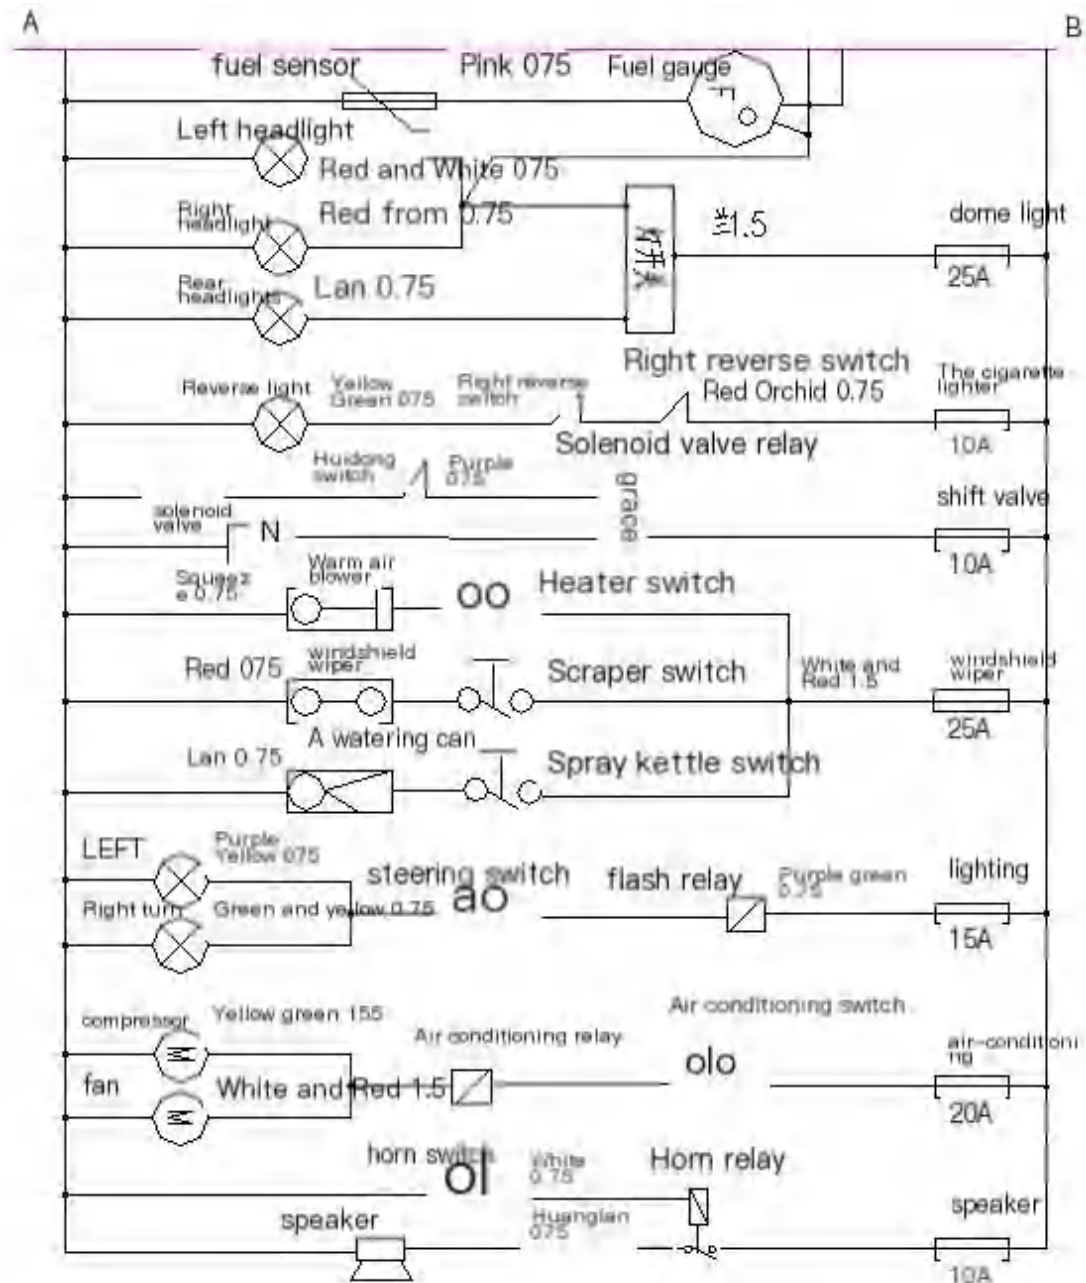 A
B
fuel sensor
Pink 075
Fuel gauge
F
Left headlight
Red and White 075
Right
headlight
Red from 0.75
1.5
dome light
25A
Rear
headlights
Lan 0.75
Right reverse switch
Reverse light
Yellow
Green 075
Right reverse
switch
Red Orchid 0.75
The cigarette
lighter
10A
Solenoid valve relay
Huidong
switch
Purple
075
grace
shift valve
solenoid
valve
N
10A
Squeez
e 0.75
Warm air
blower
oo
Heater switch
Red 075
windshield
wiper
Scraper switch
White and
Red 1.5
windshield
wiper
25A
Lan 0.75
A watering can
Spray kettle switch
LEFT
Purple
Yellow 075
steering switch
ao
flash relay
Purple green
0.75
lighting
15A
Right turn
Green and yellow 0.75
compressor
Yellow green 155
Air conditioning relay
Air conditioning switch
olo
air-conditioni
ng
20A
fan
White and Red 1.5
horn switch
ol
White
0.75
Horn relay
speaker
Huanglan
075
speaker
10A